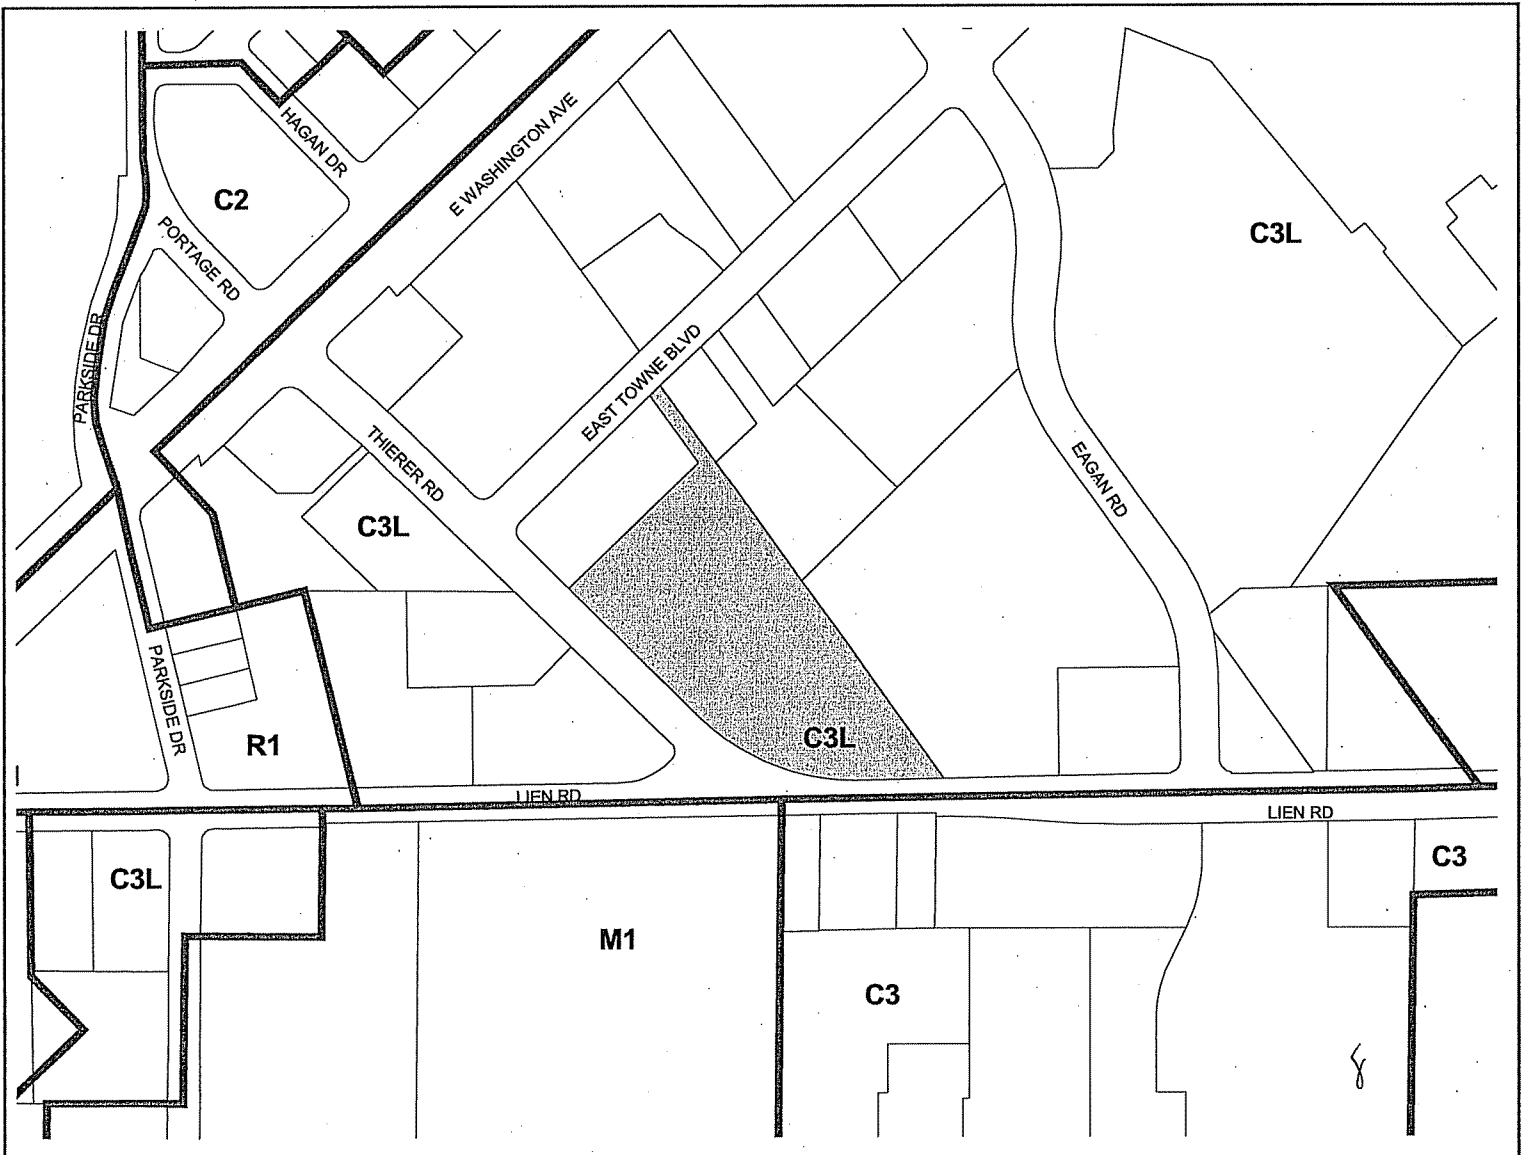 HAGAN DR
E WASHINGTON AVE
C2
PORTAGE RD
C3L
PARKSIDE DR
EAST TOWNE BLVD
THIERER RD
EAGAN RD
C3L
PARKSIDE DR
R1
C3L
LIEN RD
LIEN RD
C3L
C3
M1
C3
8